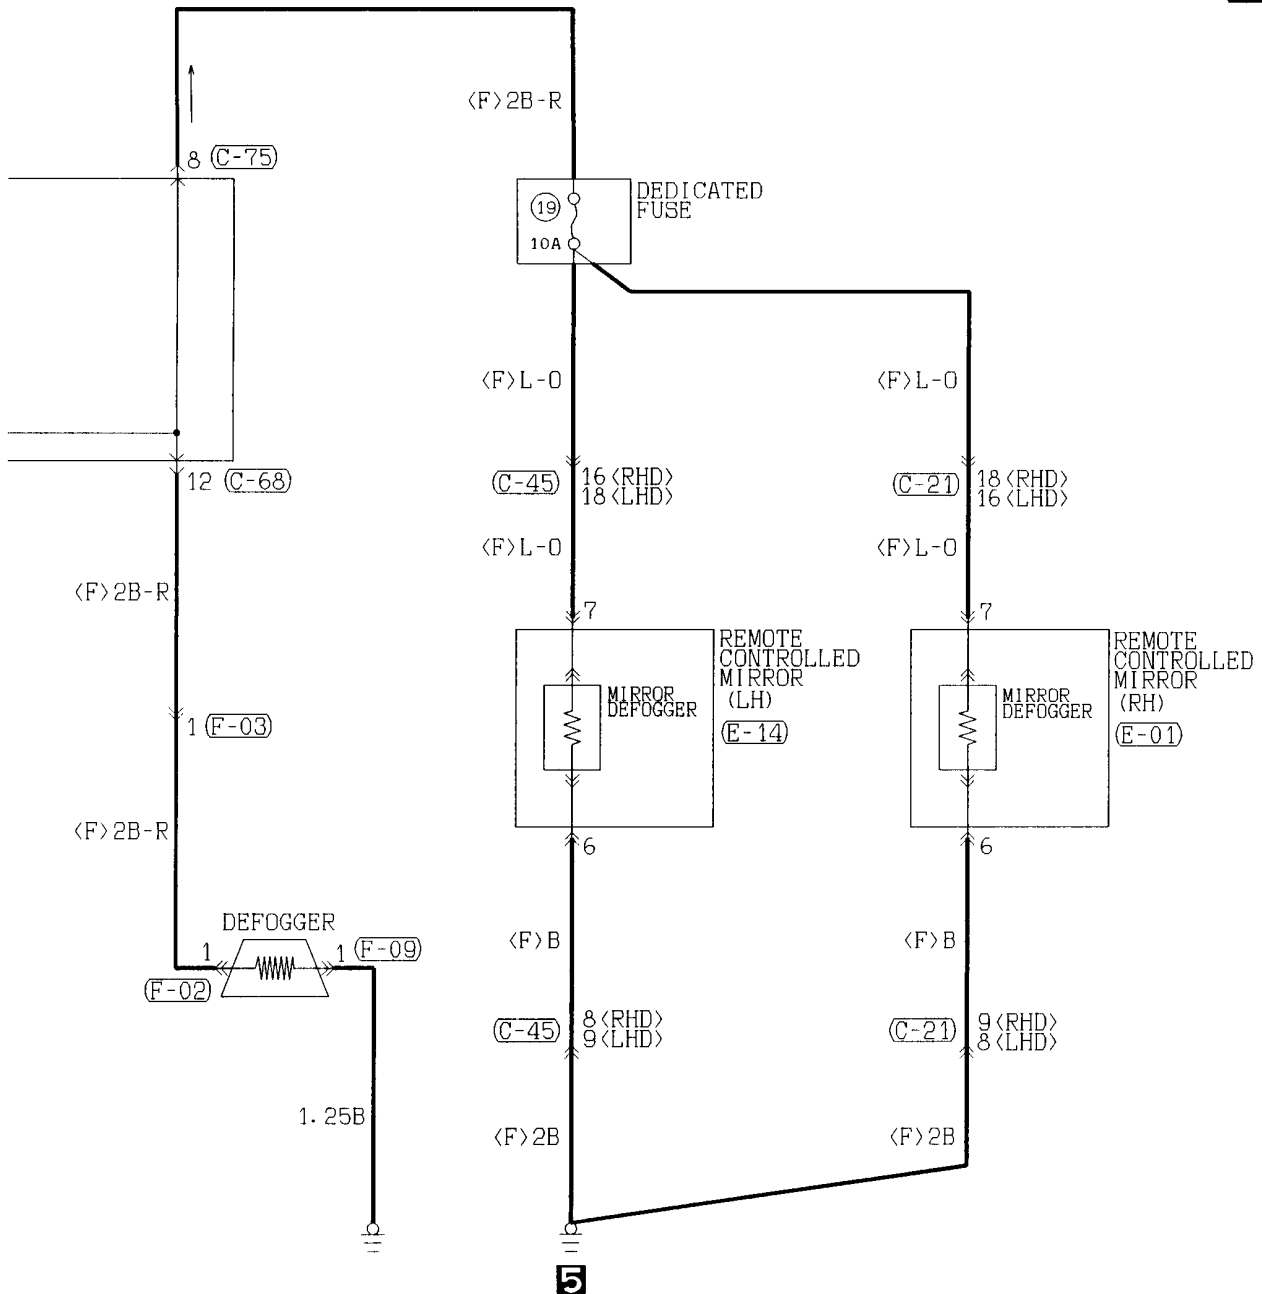 <F>2B-R
8 (C-75)
DEDICATED
FUSE
19
10A
<F>L-O
<F>L-O
12 (C-68)
(C-45)
16<RHD>
18<LHD>
(C-21)
18<RHD>
16<LHD>
<F>L-O
<F>L-O
<F>2B-R
7
7
REMOTE
CONTROLLED
MIRROR
(LH)
MIRROR
DEFOGGER
(E-14)
REMOTE
CONTROLLED
MIRROR
(RH)
MIRROR
DEFOGGER
(E-01)
1 (F-03)
<F>2B-R
6
6
DEFOGGER
1
1 (F-09)
(F-02)
<F>B
<F>B
(C-45)
8<RHD>
9<LHD>
(C-21)
9<RHD>
8<LHD>
1.25B
<F>2B
<F>2B
5